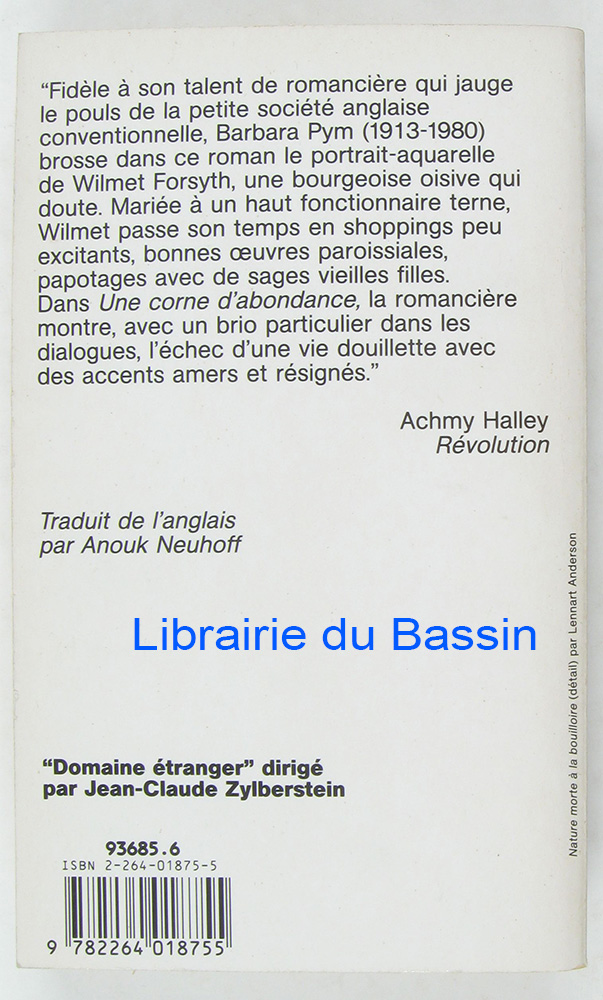 “Fidèle à son talent de romancière qui jauge
le pouls de la petite société anglaise
conventionnelle, Barbara Pym (1913-1980)
brosse dans ce roman le portrait-aquarelle
de Wilmet Forsyth, une bourgeoise oisive qui
doute. Mariée à un haut fonctionnaire terne,
Wilmet passe son temps en shoppings peu
excitants, bonnes œuvres paroissiales,
papotages avec de sages vieilles filles.
Dans Une corne d’abondance, la romancière
montre, avec un brio particulier dans les
dialogues, l’échec d’une vie douillette avec
des accents amers et résignés.”
Achmy Halley
Révolution
Traduit de l’anglais
par Anouk Neuhoff
Librairie du Bassin
“Domaine étranger” dirigé
par Jean-Claude Zylberstein
93685.6
ISBN 2-264-01875-5
9 782264 018755
Nature morte à la bouilloire (détail) par Lennart Anderson